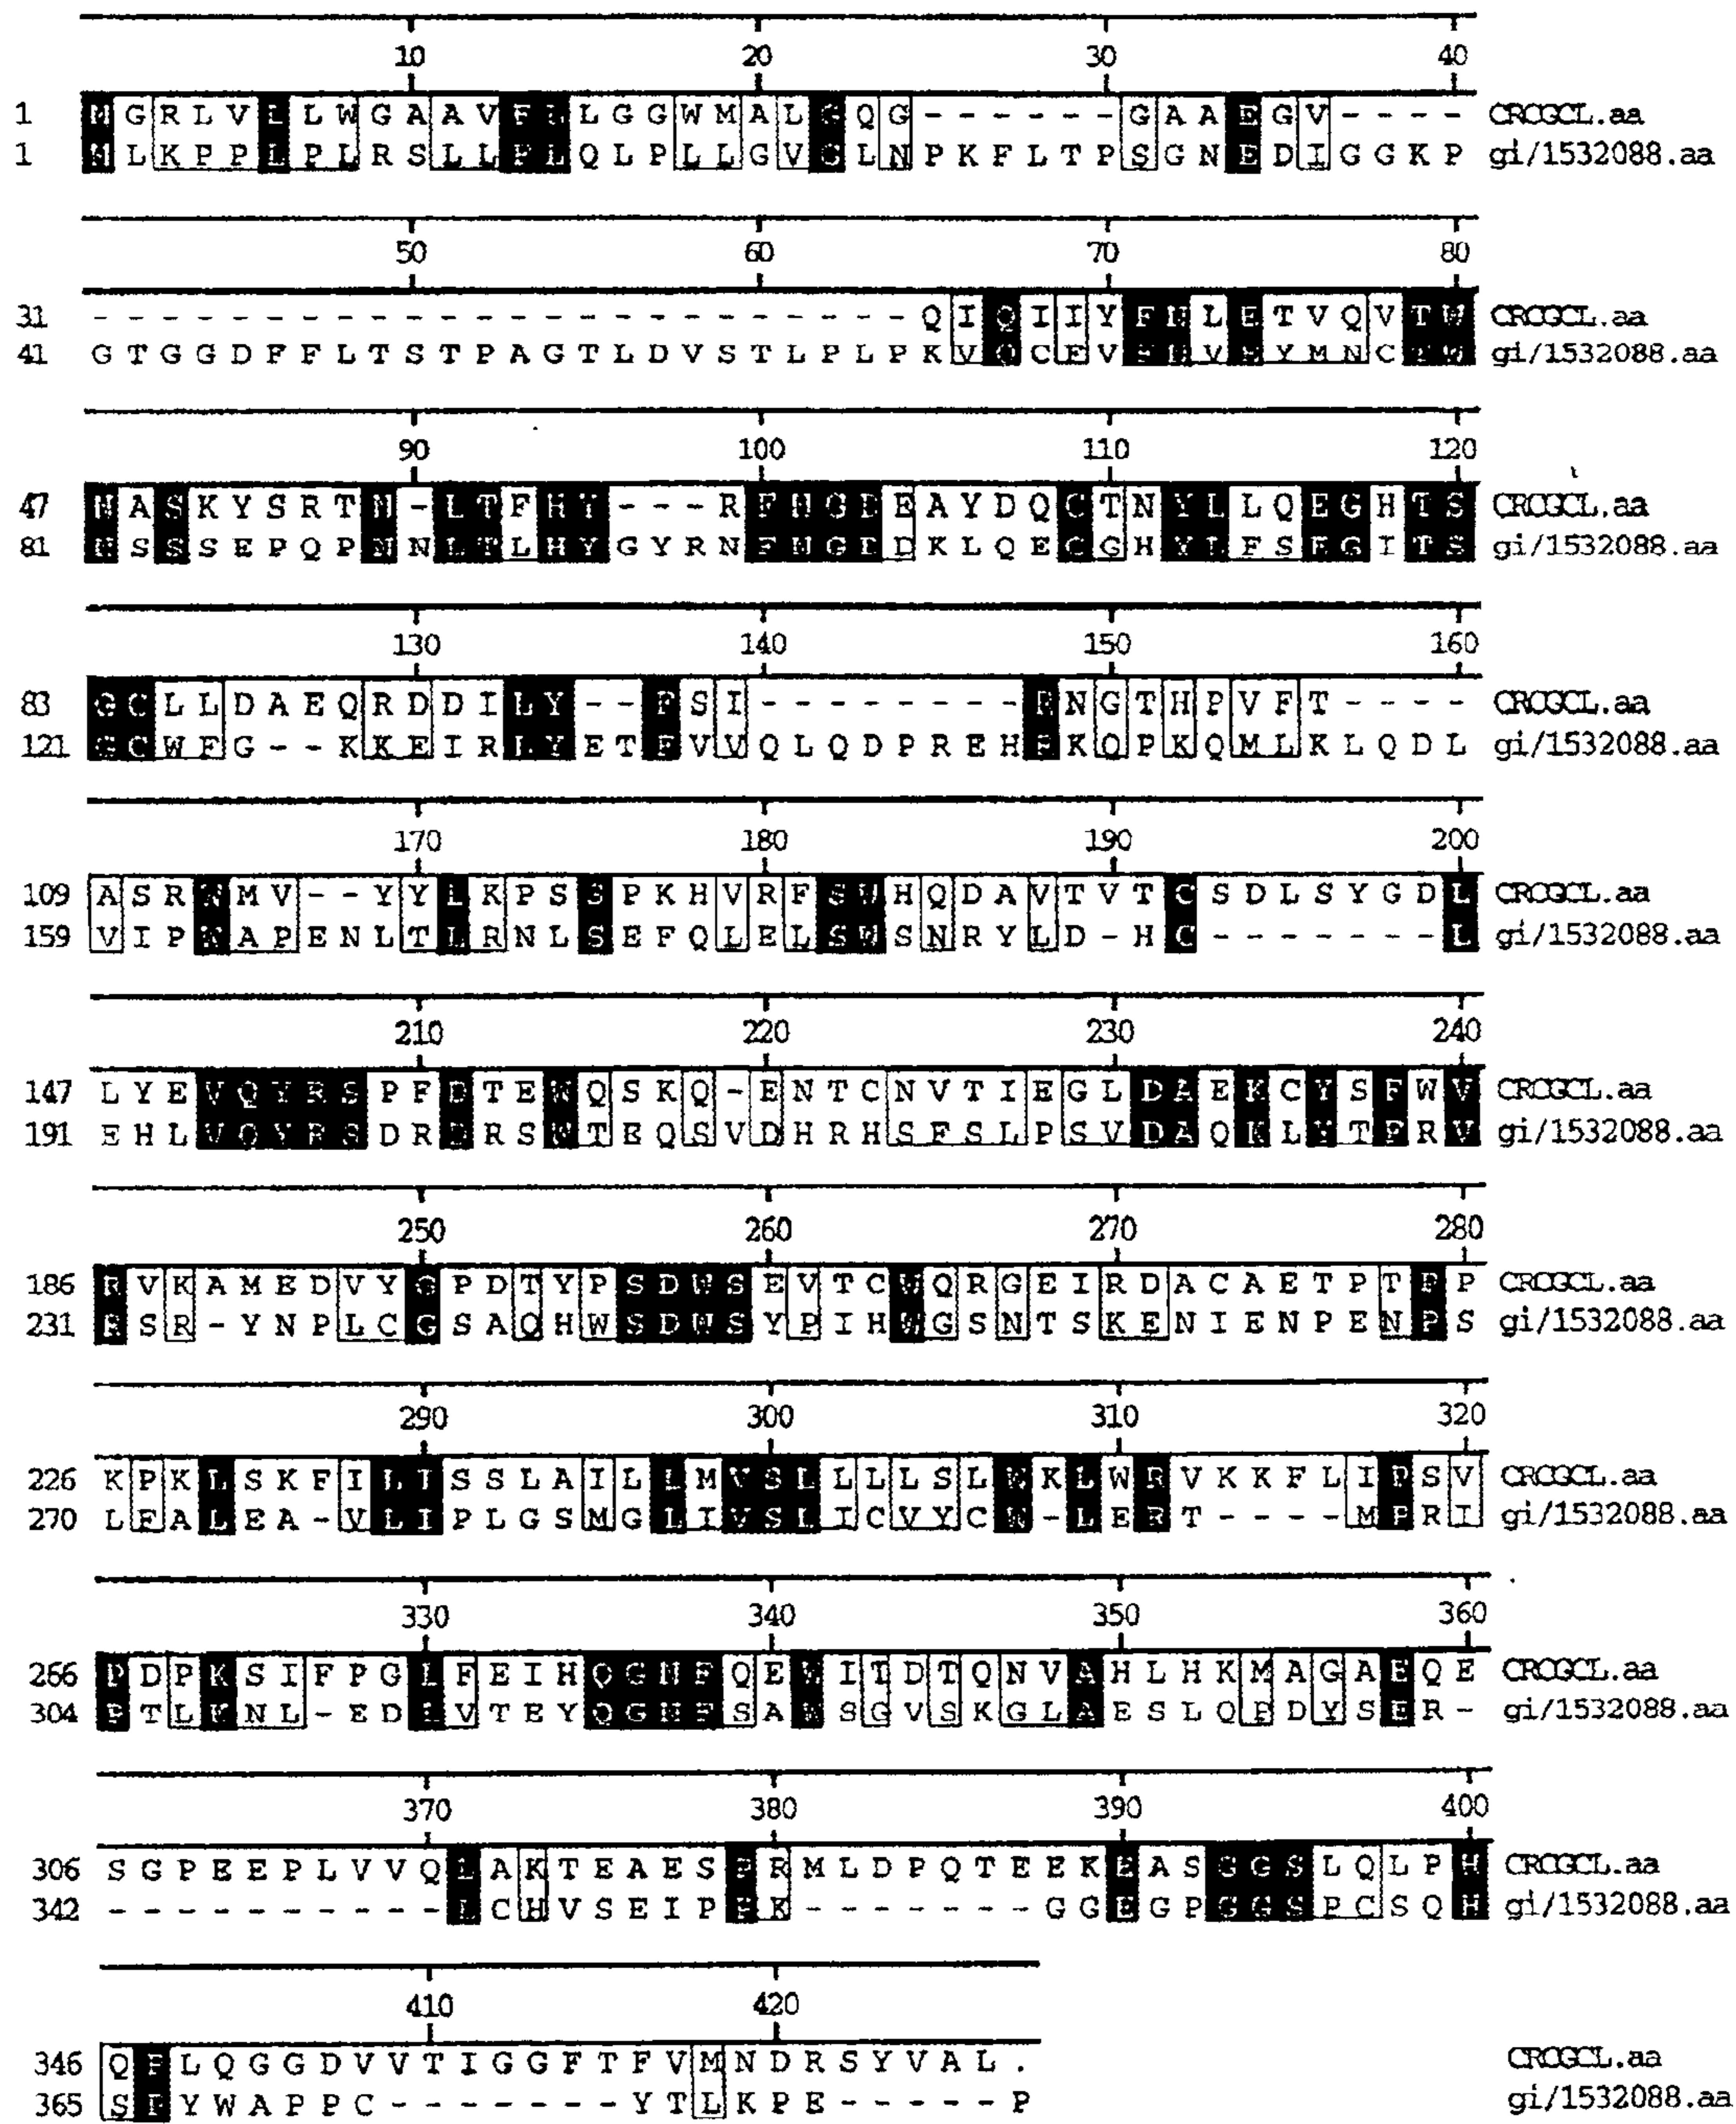 10 20 30 40
1 M G R L V L L W G A A V F L L G G W M A L G Q G - - - - - - G A A E G V - - - - CRCGCL.aa
1 M L K P P L P L R S L L F L Q L P L L G V G L N P K F L T P S G N E D I G G K P gi/1532088.aa
50 60 70 80
31 - - - - - - - - - - - - - - - - - - - - - - - - Q I Q I I Y F N L E T V Q V T W CRCGCL.aa
41 G T G G D F F L T S T P A G T L D V S T L P L P K V Q C E V F N V E Y M N C T W gi/1532088.aa
90 100 110 120
47 N A S K Y S R T N - L T F H Y - - - R F N G D E A Y D Q C T N Y L L Q E G H T S CRCGCL.aa
81 N S S S E P Q P N N L T L H Y G Y R N F N G D D K L Q E C G H Y L F S E G I T S gi/1532088.aa
130 140 150 160
83 G C L L D A E Q R D D I L Y - - F S I - - - - - - - - R N G T H P V F T - - - - CRCGCL.aa
121 G C W F G - - K K E I R L Y E T F V V Q L Q D P R E H R K Q P K Q M L K L Q D L gi/1532088.aa
170 180 190 200
109 A S R W M V - - Y Y L K P S S P K H V R F S W H Q D A V T V T C S D L S Y G D L CRCGCL.aa
159 V I P W A P E N L T L R N L S E F Q L E L S W S N R Y L D - H C - - - - - - - L gi/1532088.aa
210 220 230 240
147 L Y E V Q Y R S P F D T E W Q S K Q - E N T C N V T I E G L D A E K C Y S F W V CRCGCL.aa
191 E H L V Q Y R S D R D R S W T E Q S V D H R H S F S L P S V D A Q K L Y T F R V gi/1532088.aa
250 260 270 280
186 R V K A M E D V Y G P D T Y P S D W S E V T C W Q R G E I R D A C A E T P T P P CRCGCL.aa
231 R S R - Y N P L C G S A Q H W S D W S Y P I H W G S N T S K E N I E N P E N P S gi/1532088.aa
290 300 310 320
226 K P K L S K F I L I S S L A I L L M V S L L L L S L W K L W R V K K F L I P S V CRCGCL.aa
270 L F A L E A - V L I P L G S M G L I V S L I C V Y C W - L E R T - - - - M P R I gi/1532088.aa
330 340 350 360
266 P D P K S I F P G L F E I H Q G N F Q E W I T D T Q N V A H L H K M A G A E Q E CRCGCL.aa
304 P T L K N L - E D L V T E Y Q G N F S A W S G V S K G L A E S L Q P D Y S E R - gi/1532088.aa
370 380 390 400
306 S G P E E P L V V Q L A K T E A E S P R M L D P Q T E E K E A S G G S L Q L P H CRCGCL.aa
342 - - - - - - - - - - L C H V S E I P P K - - - - - - - G G E G P G G S P C S Q H gi/1532088.aa
410 420
346 Q P L Q G G D V V T I G G F T F V M N D R S Y V A L . CRCGCL.aa
365 S P Y W A P P C - - - - - - - Y T L K P E - - - - - P gi/1532088.aa